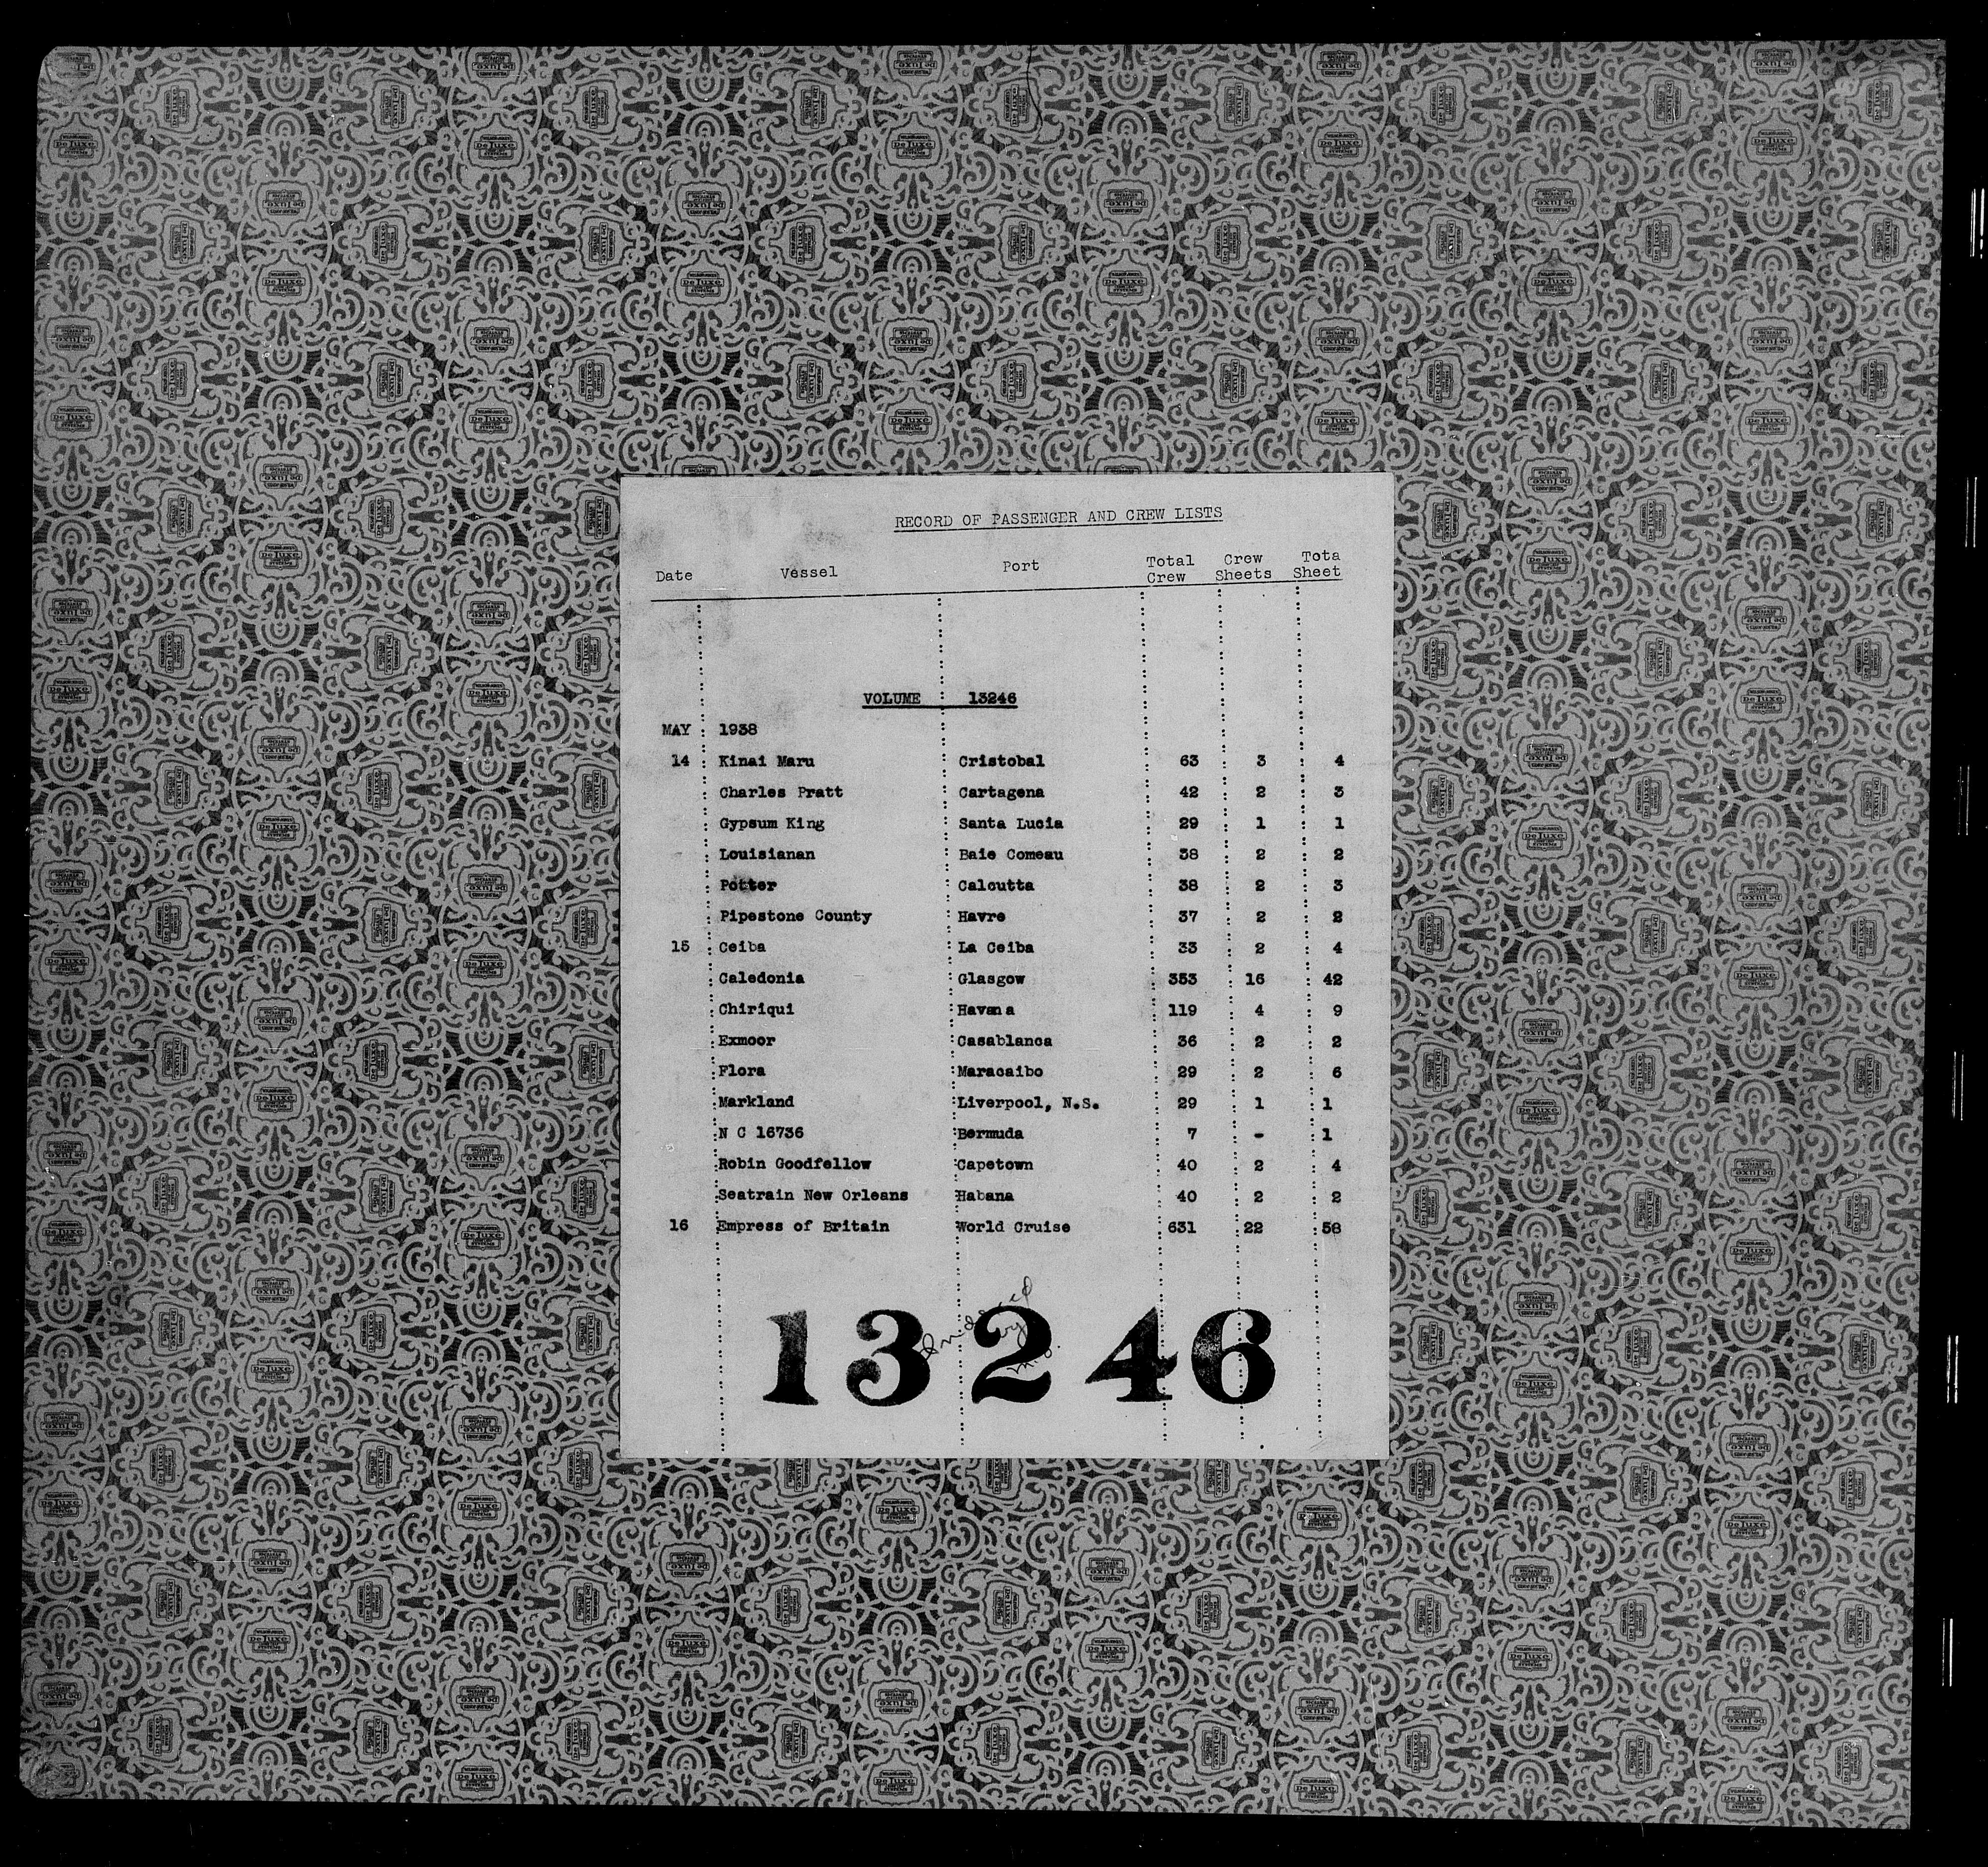 RECORD OF PASSENGER AND CREW LISTS
Date Vessel Port Total Crew Crew Sheets Tota Sheet
VOLUME 13246
MAY 1938
14 Kinai Maru Cristobal 63 3 4
Charles Pratt Cartagena 42 2 3
Gypsum King Santa Lucia 29 1 1
Louisianan Baie Comeau 38 2 2
Potter Calcutta 38 2 3
Pipestone County Havre 37 2 2
15 Ceiba La Ceiba 33 2 4
Caledonia Glasgow 353 16 42
Chiriqui Havana 119 4 9
Exmoor Casablanca 36 2 2
Flora Maracaibo 29 2 6
Markland Liverpool, N.S. 29 1 1
N C 16736 Bermuda 7 - 1
Robin Goodfellow Capetown 40 2 4
Seatrain New Orleans Habana 40 2 2
16 Empress of Britain World Cruise 631 22 58
13246